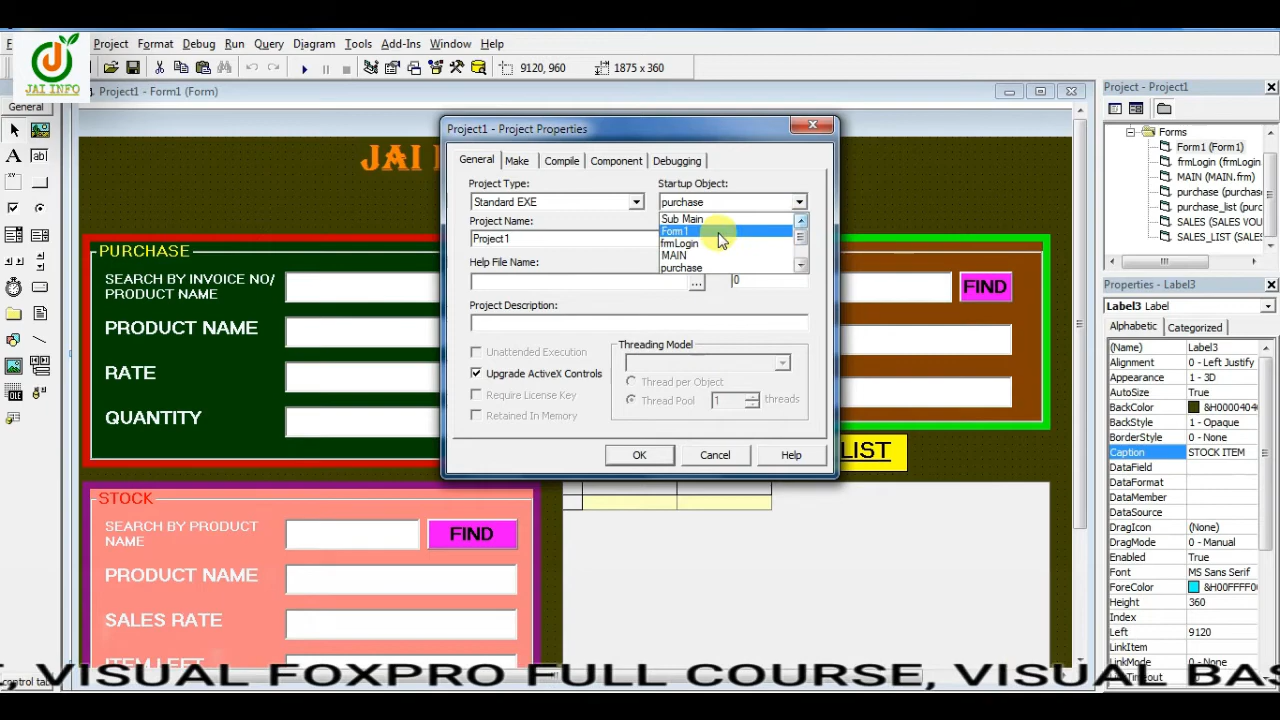 Project Format Debug Run Query Diagram Tools Add-Ins Window Help
JAI INFO
9120, 960
1875 x 360
General
Project1 - Form1 (Form)
JAI
PURCHASE
SEARCH BY INVOICE NO/
PRODUCT NAME
PRODUCT NAME
RATE
QUANTITY
FIND
LIST
STOCK
SEARCH BY PRODUCT
NAME
FIND
PRODUCT NAME
SALES RATE
ITEM LEFT
Project1 - Project Properties
General Make Compile Component Debugging
Project Type:
Standard EXE
Startup Object:
purchase
Sub Main
Form1
frmLogin
MAIN
purchase
Project Name:
Project1
Help File Name:
...
0
Project Description:
Unattended Execution
Upgrade ActiveX Controls
Require License Key
Retained In Memory
Threading Model
Thread per Object
Thread Pool 1 threads
OK Cancel Help
Project - Project1
Forms
Form1 (Form1)
frmLogin (frmLogin.
MAIN (MAIN.frm)
purchase (purchase
purchase_list (purc
SALES (SALES VOU
SALES_LIST (SALES
Properties - Label3
Label3 Label
Alphabetic Categorized
(Name) Label3
Alignment 0 - Left Justify
Appearance 1 - 3D
AutoSize True
BackColor &H0000404
BackStyle 1 - Opaque
BorderStyle 0 - None
Caption STOCK ITEM
DataField
DataFormat
DataMember
DataSource
DragIcon (None)
DragMode 0 - Manual
Enabled True
Font MS Sans Serif
ForeColor &H00FFFF0
Height 360
Index
Left 9120
LinkItem
LinkMode 0 - None
, VISUAL FOXPRO FULL COURSE, VISUAL BAS